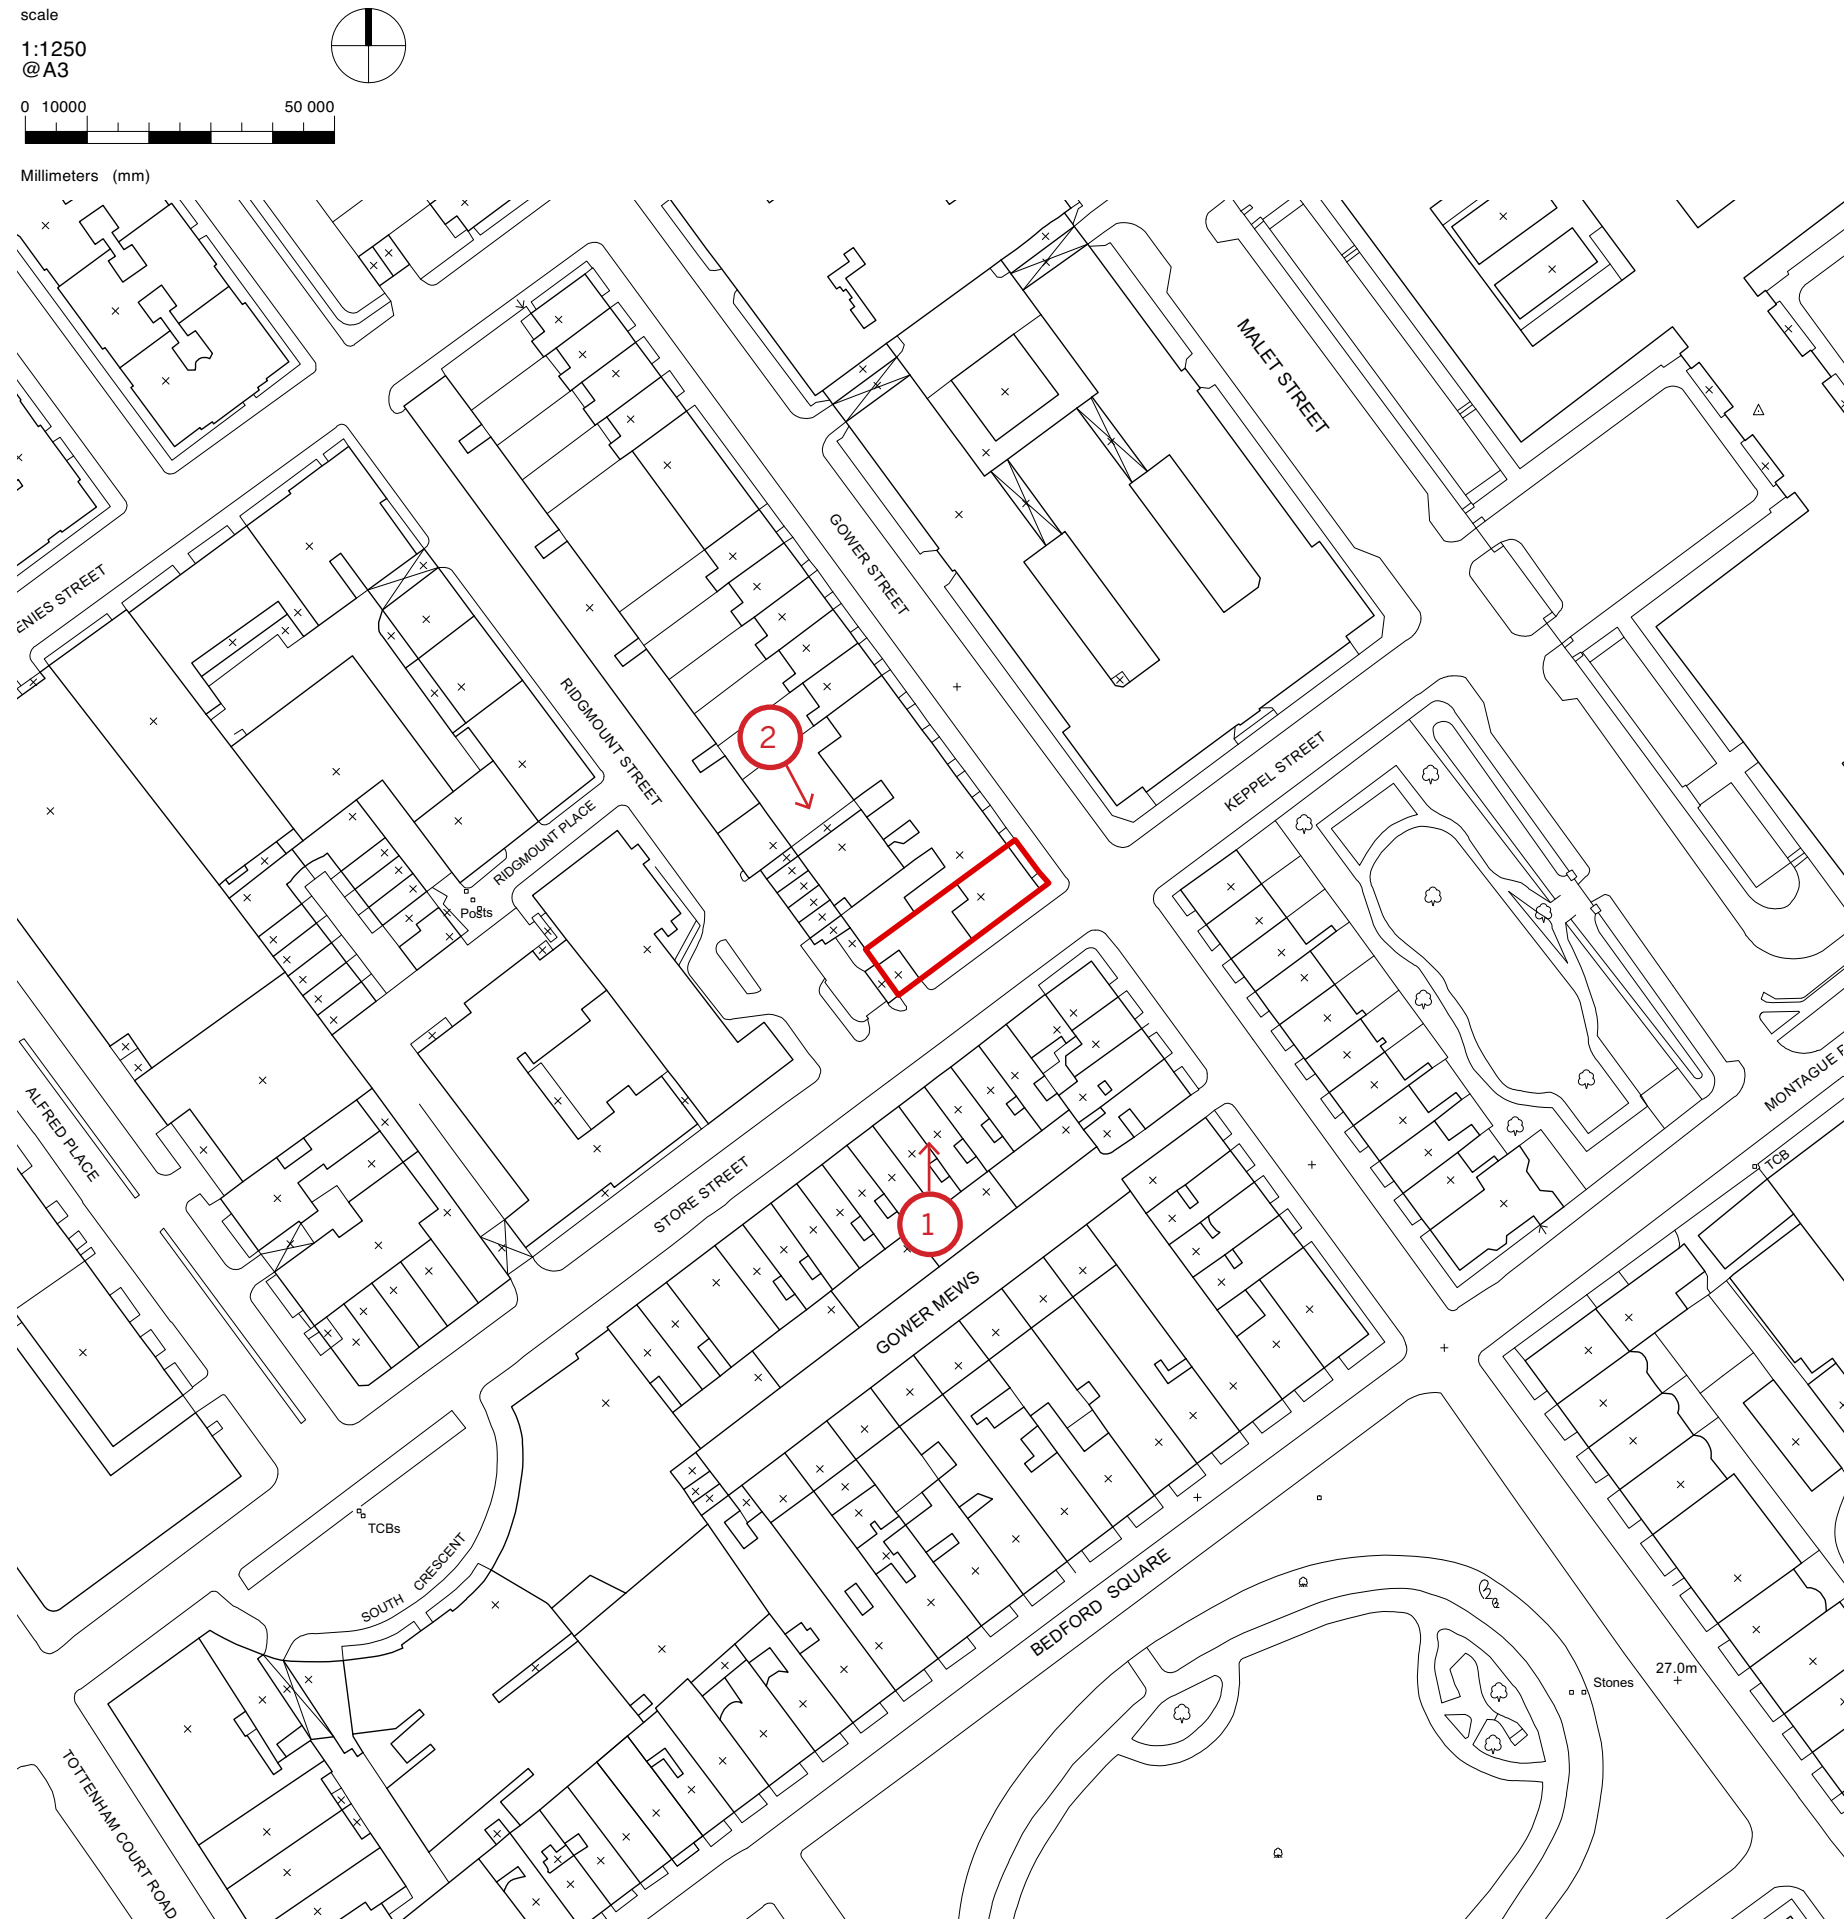 scale
1:1250
@A3
0 10000 50 000
Millimeters (mm)
MALET STREET
GOWER STREET
ENIES STREET
RIDGMOUNT STREET
2
KEPPEL STREET
RIDGMOUNT PLACE
Posts
ALFRED PLACE
MONTAGUE P
TCB
STORE STREET
1
GOWER MEWS
TCBs
SOUTH CRESCENT
BEDFORD SQUARE
27.0m
Stones
TOTTENHAM COURT ROAD